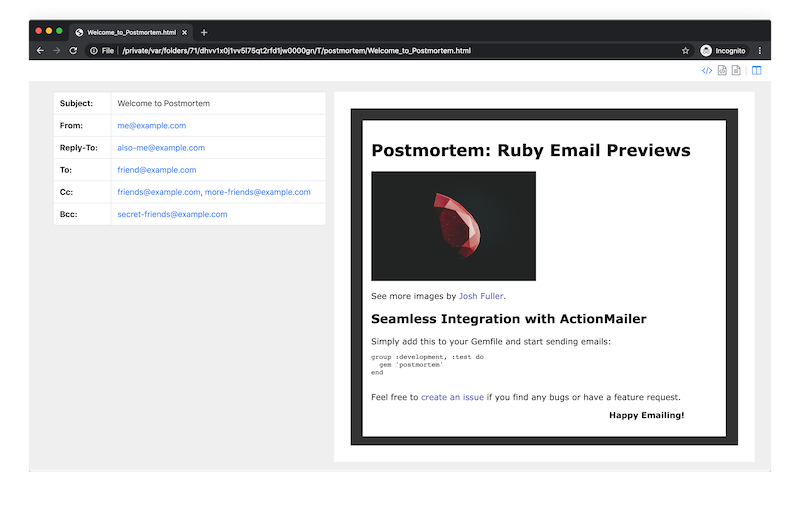 Welcome_to_Postmortem.html
File | /private/var/folders/71/dhvv1x0j1vv5l75qt2rfd1jw0000gn/T/postmortem/Welcome_to_Postmortem.html
Incognito
Subject: Welcome to Postmortem
From: me@example.com
Reply-To: also-me@example.com
To: friend@example.com
Cc: friends@example.com, more-friends@example.com
Bcc: secret-friends@example.com
Postmortem: Ruby Email Previews
See more images by Josh Fuller.
Seamless Integration with ActionMailer
Simply add this to your Gemfile and start sending emails:
group :development, :test do
  gem 'postmortem'
end
Feel free to create an issue if you find any bugs or have a feature request.
Happy Emailing!